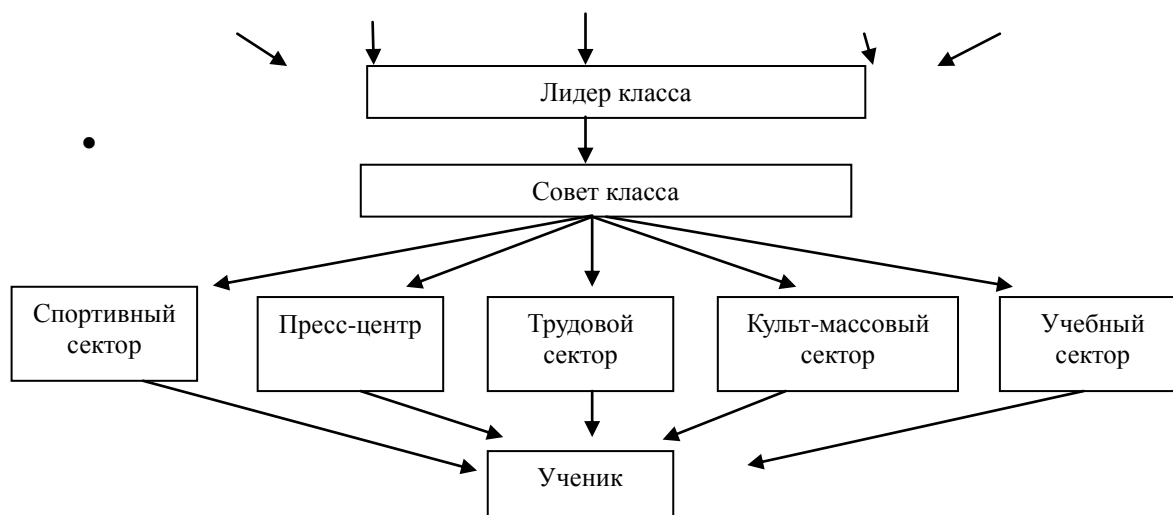 Лидер класса
Совет класса
Спортивный
сектор
Пресс-центр
Трудовой
сектор
Культ-массовый
сектор
Учебный
сектор
Ученик